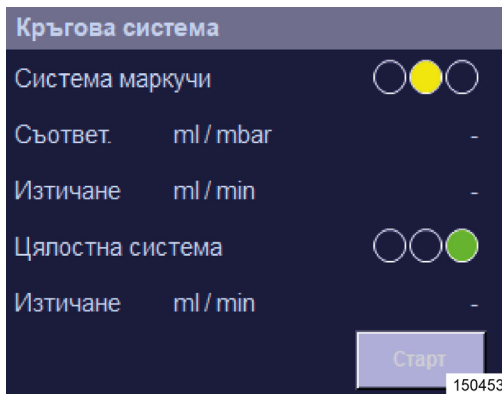 Кръгова система
Система маркучи
Съответ. ml / mbar -
Изтичане ml / min -
Цялостна система
Изтичане ml / min -
Старт
150453